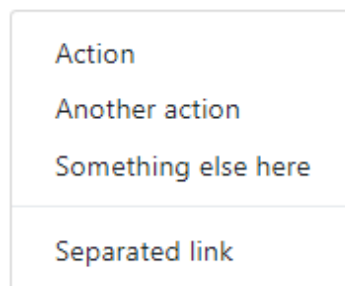 Action
Another action
Something else here
Separated link